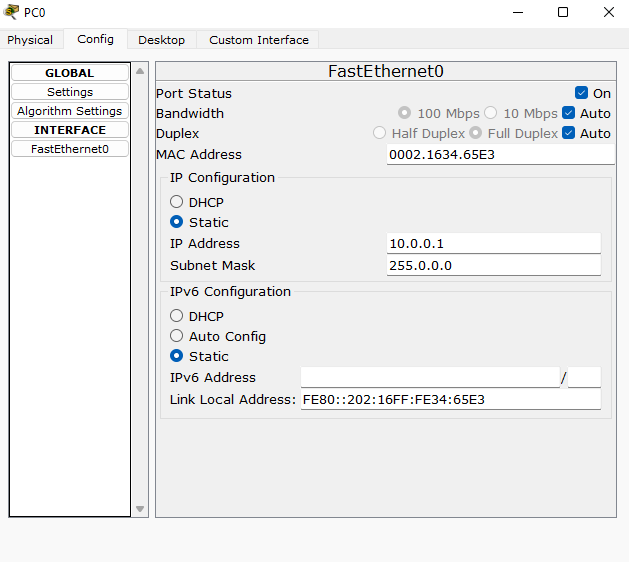 PC0
Physical Config Desktop Custom Interface
GLOBAL
Settings
Algorithm Settings
INTERFACE
FastEthernet0
FastEthernet0
Port Status On
Bandwidth 100 Mbps 10 Mbps Auto
Duplex Half Duplex Full Duplex Auto
MAC Address 0002.1634.65E3
IP Configuration
DHCP
Static
IP Address 10.0.0.1
Subnet Mask 255.0.0.0
IPv6 Configuration
DHCP
Auto Config
Static
IPv6 Address /
Link Local Address: FE80::202:16FF:FE34:65E3